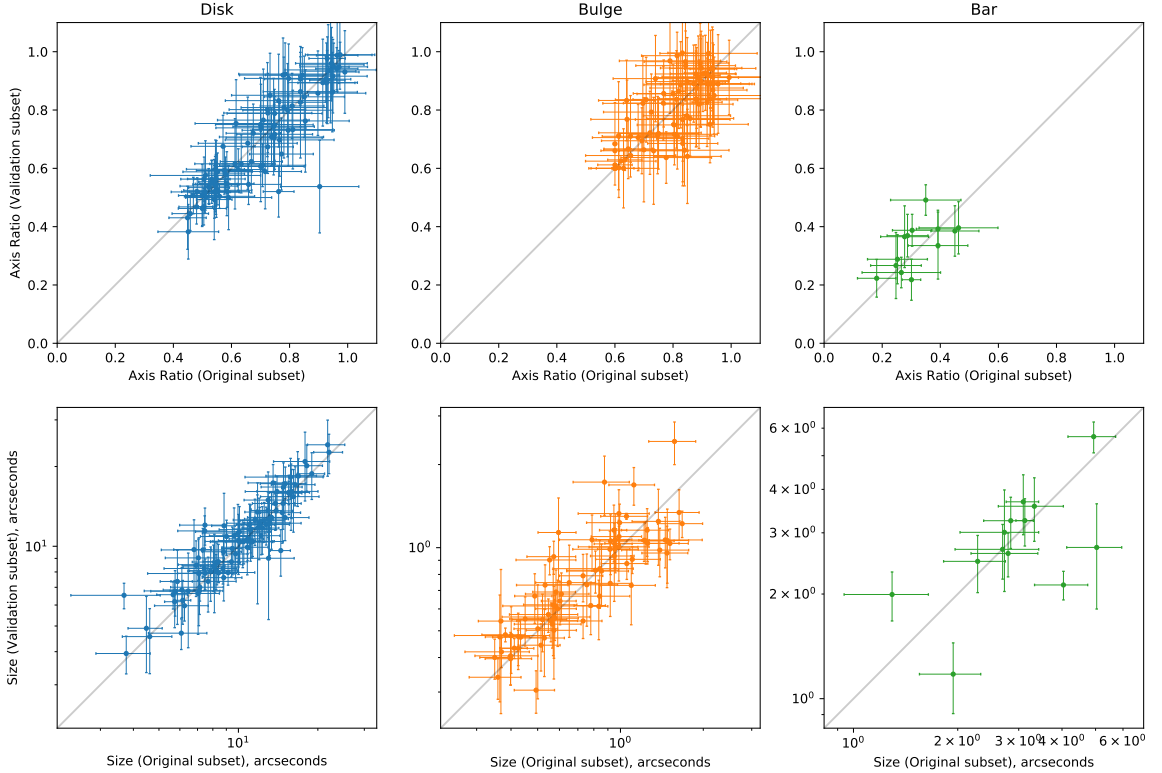 Disk Bulge Bar
1.0 1.0 1.0
0.8 0.8 0.8
0.6 0.6 0.6
0.4 0.4 0.4
0.2 0.2 0.2
0.0 0.0 0.0
Axis Ratio (Validation subset)
0.0 0.2 0.4 0.6 0.8 1.0 0.0 0.2 0.4 0.6 0.8 1.0 0.0 0.2 0.4 0.6 0.8 1.0
Axis Ratio (Original subset) Axis Ratio (Original subset) Axis Ratio (Original subset)
Size (Validation subset), arcseconds
10¹ 10⁰ 6 × 10⁰
4 × 10⁰
3 × 10⁰
2 × 10⁰
10⁰
10¹ 10⁰ 10⁰ 2 × 10⁰ 3 × 10⁰ 4 × 10⁰ 6 × 10⁰
Size (Original subset), arcseconds Size (Original subset), arcseconds Size (Original subset), arcseconds